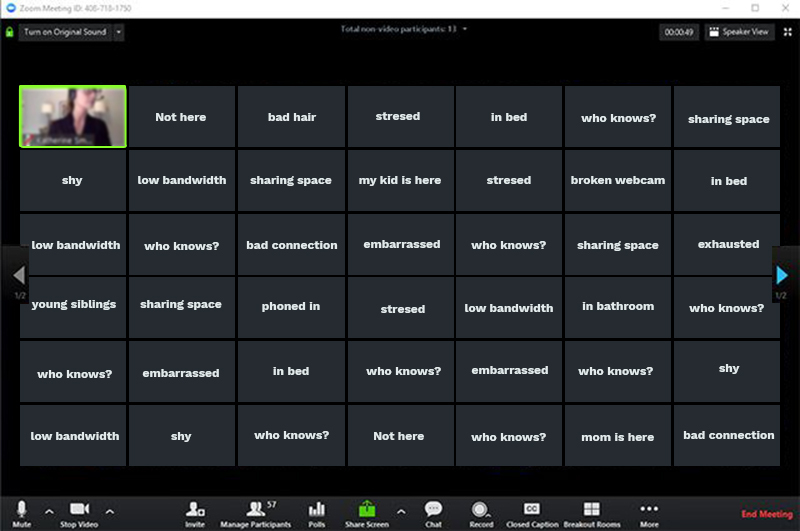 Zoom Meeting ID: 408-718-1750
Turn on Original Sound
Total non-video participants: 13
00:00:49
Speaker View
Not here
bad hair
stresed
in bed
who knows?
sharing space
shy
low bandwidth
sharing space
my kid is here
stresed
broken webcam
in bed
low bandwidth
who knows?
bad connection
embarrassed
who knows?
sharing space
exhausted
1/2
1/2
young siblings
sharing space
phoned in
stresed
low bandwidth
in bathroom
who knows?
who knows?
embarrassed
in bed
who knows?
embarrassed
who knows?
shy
low bandwidth
shy
who knows?
Not here
who knows?
mom is here
bad connection
Mute
Stop Video
Invite
57
Manage Participants
Polls
Share Screen
Chat
Record
CC
Closed Caption
Breakout Rooms
More
End Meeting